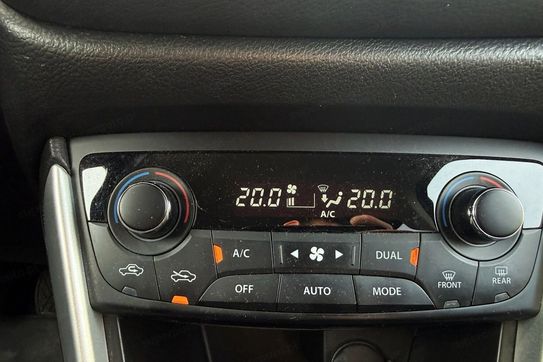 20.0 20.0
A/C
A/C DUAL
OFF AUTO MODE FRONT REAR